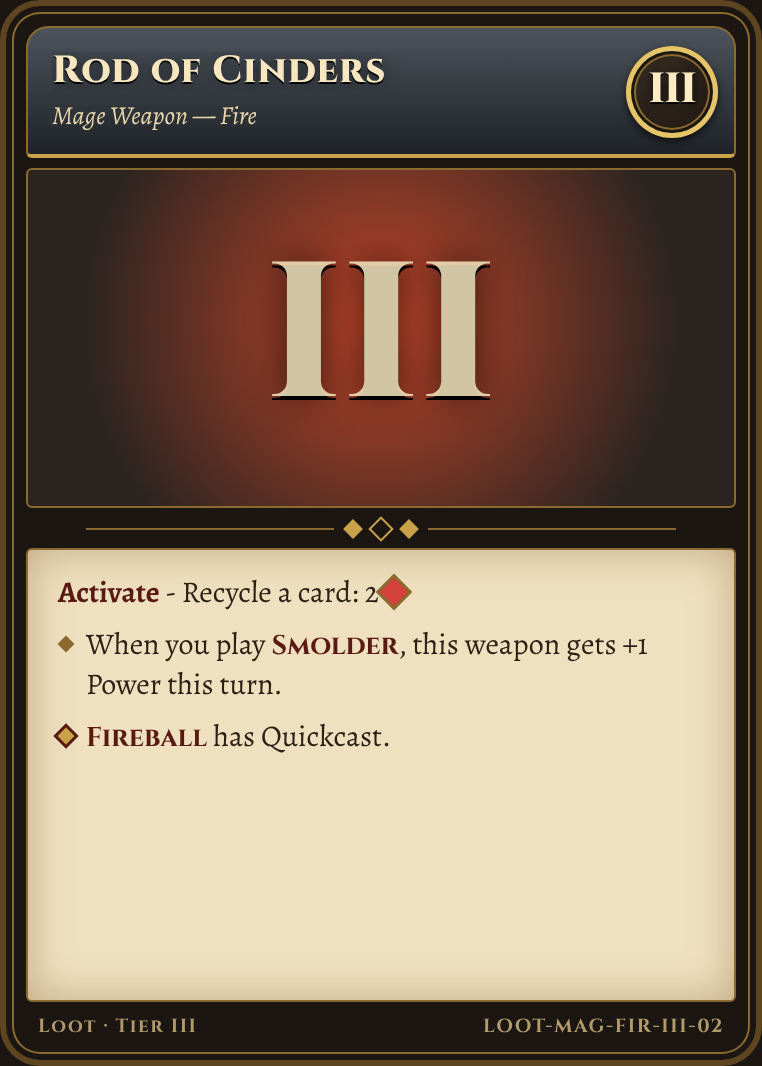 Rod of Cinders
Mage Weapon — Fire
III
III
Activate - Recycle a card: 2
When you play Smolder, this weapon gets +1
Power this turn.
Fireball has Quickcast.
Loot · Tier III
LOOT-MAG-FIR-III-02